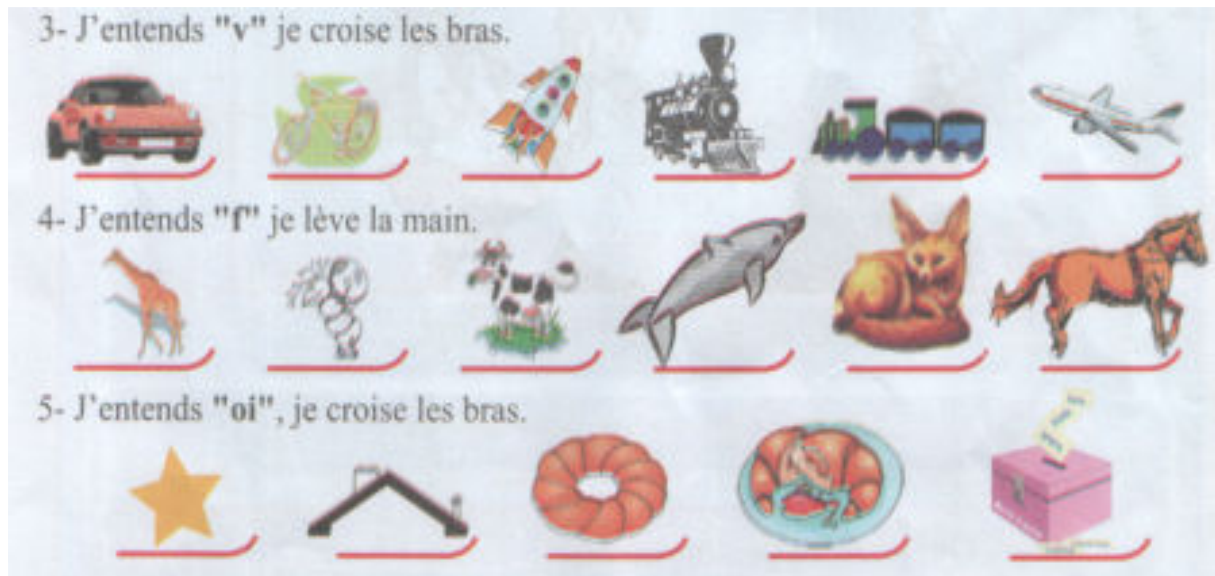 3- J'entends "v" je croise les bras.
4- J'entends "f" je lève la main.
5- J'entends "oi", je croise les bras.